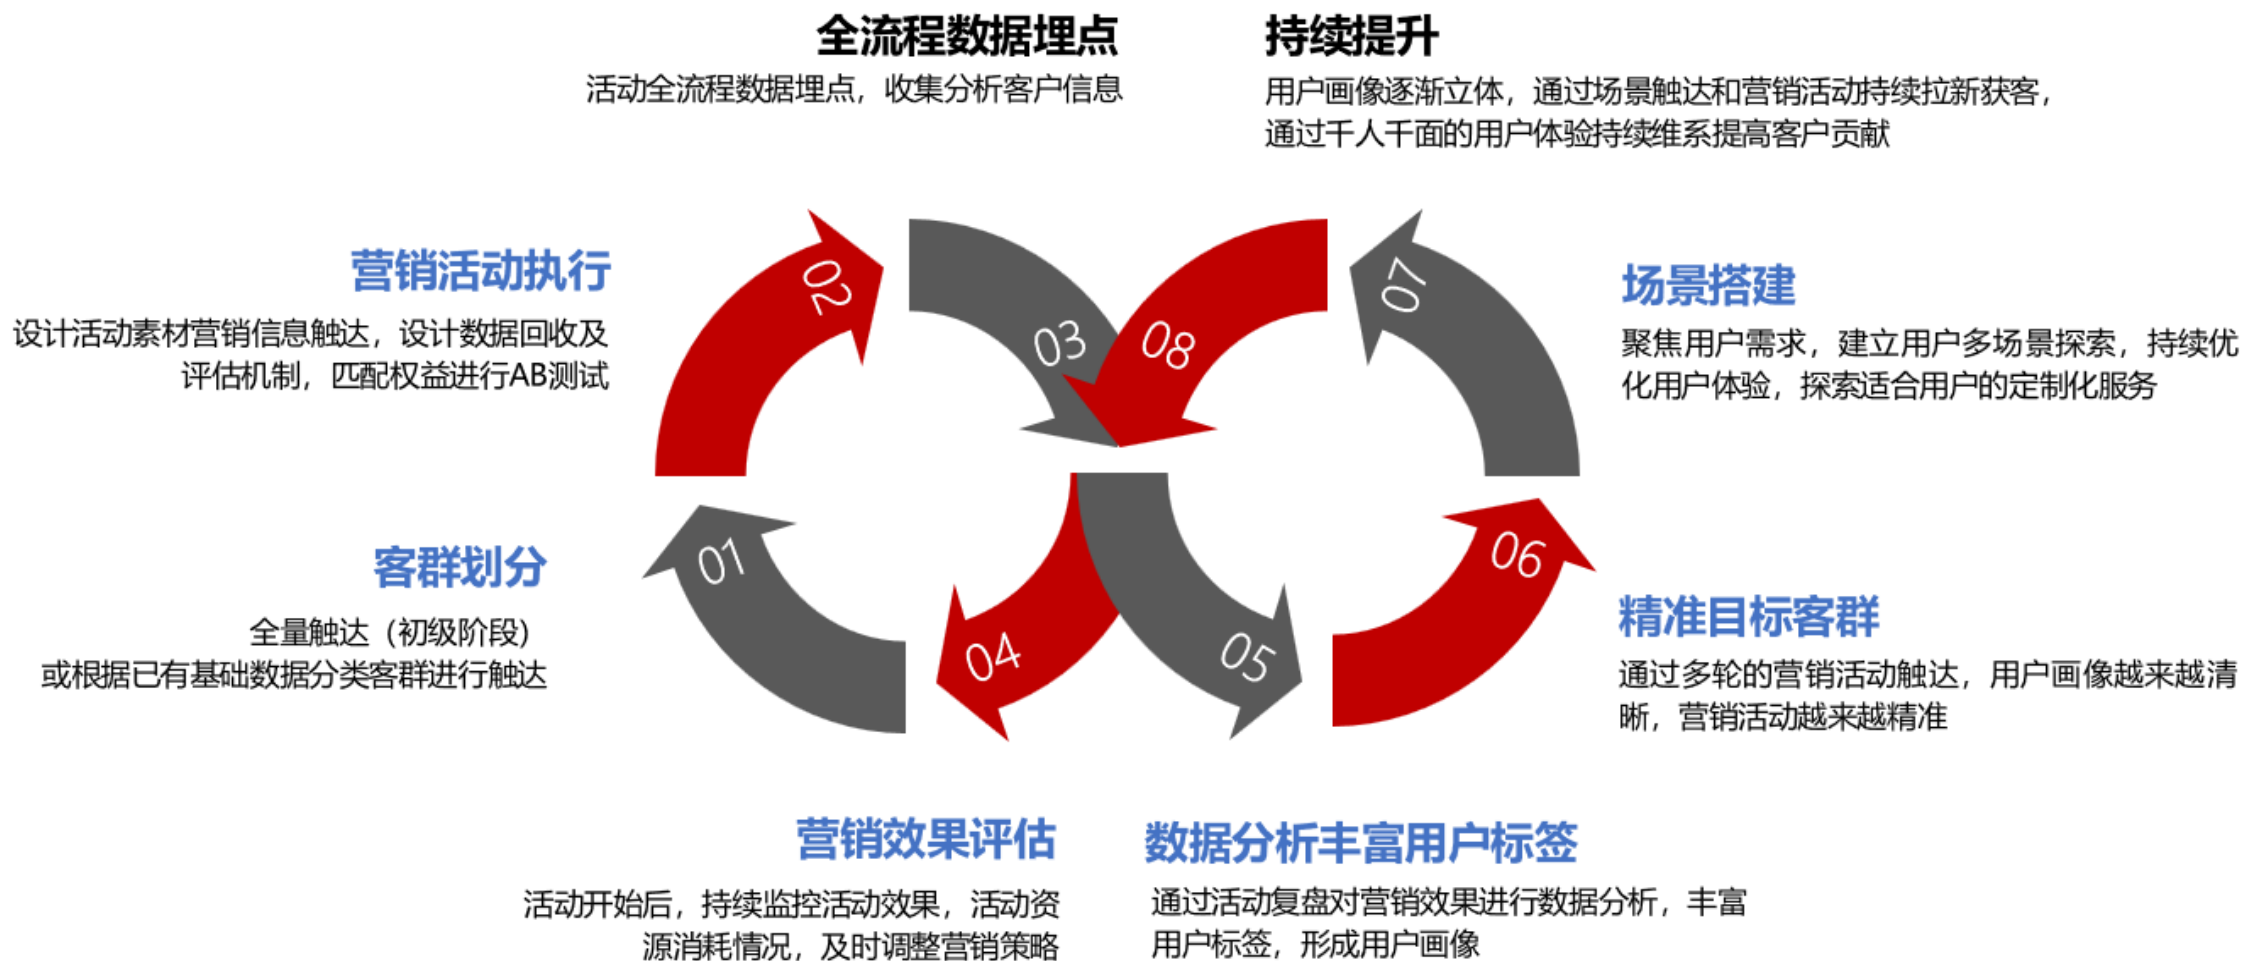 全流程数据埋点
活动全流程数据埋点，收集分析客户信息
持续提升
用户画像逐渐立体，通过场景触达和营销活动持续拉新获客，
通过千人千面的用户体验持续维系提高客户贡献
营销活动执行
设计活动素材营销信息触达，设计数据回收及
评估机制，匹配权益进行AB测试
02
03
08
07
场景搭建
聚焦用户需求，建立用户多场景探索，持续优
化用户体验，探索适合用户的定制化服务
客群划分
全量触达（初级阶段）
或根据已有基础数据分类客群进行触达
01
04
05
06
精准目标客群
通过多轮的营销活动触达，用户画像越来越清
晰，营销活动越来越精准
营销效果评估
活动开始后，持续监控活动效果，活动资
源消耗情况，及时调整营销策略
数据分析丰富用户标签
通过活动复盘对营销效果进行数据分析，丰富
用户标签，形成用户画像